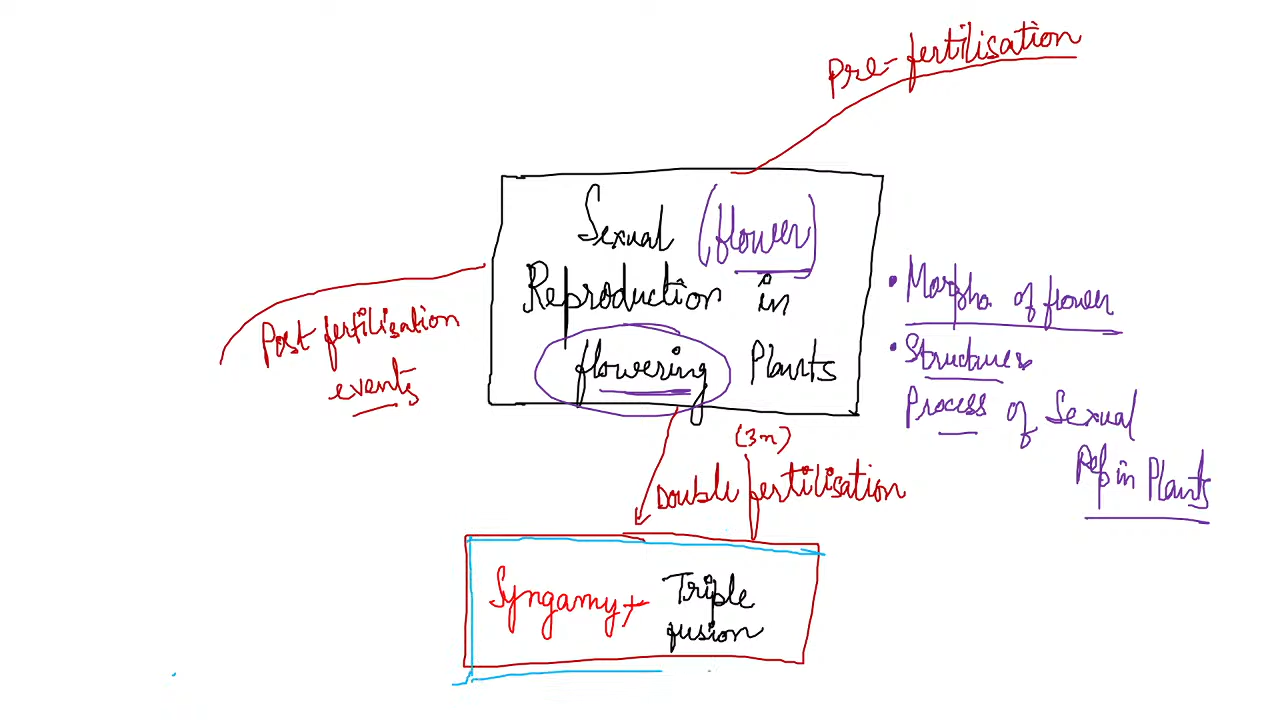 Pre-fertilisation
Sexual (flower)
Reproduction in
flowering Plants
Post fertilisation
events
• Morpho. of flower
• Structures
Process of Sexual
Rep in Plants
(3n)
Double fertilisation
Syngamy + Triple
fusion